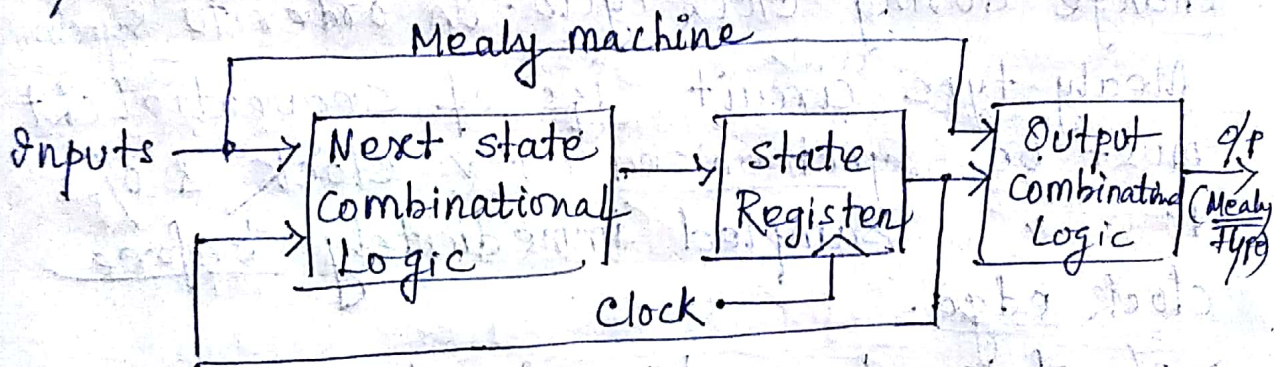 Mealy machine
Inputs
Next state
Combinational
Logic
State
Register
Clock
Output
Combinational
Logic
O/P
(Mealy
Type)